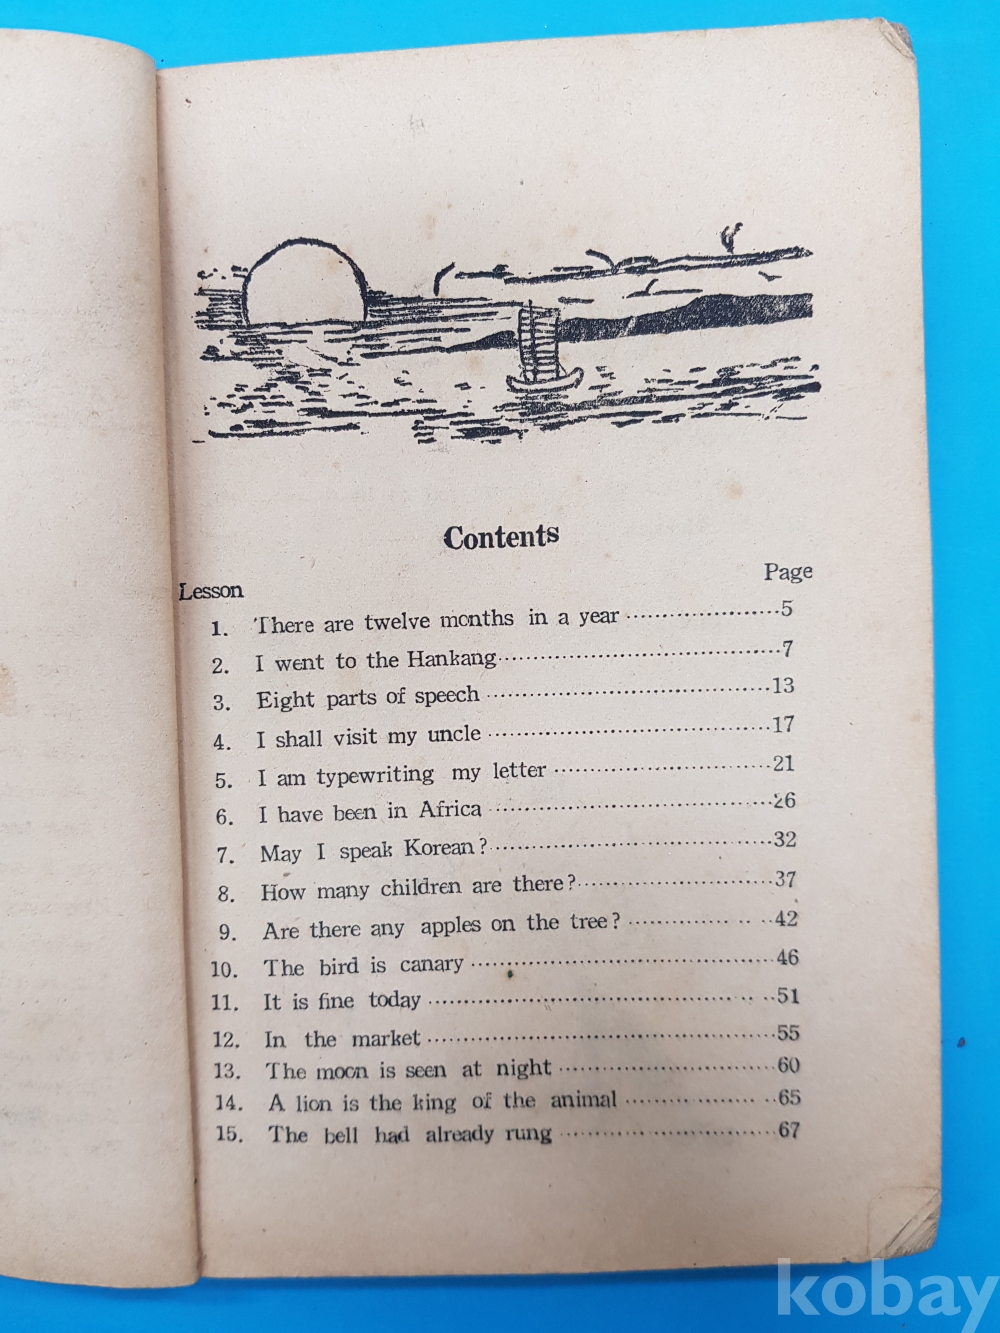 Contents
Lesson Page
1. There are twelve months in a year ····················5
2. I went to the Hankang····································7
3. Eight parts of speech ····································13
4. I shall visit my uncle ····································17
5. I am typewriting my letter ····························21
6. I have been in Africa ····································26
7. May I speak Korean?····································32
8. How many children are there?·························37
9. Are there any apples on the tree? ····················42
10. The bird is canary ····································46
11. It is fine today ····································51
12. In the market ····································55
13. The moon is seen at night ····························60
14. A lion is the king of the animal ····················65
15. The bell had already rung ····························67
kobay